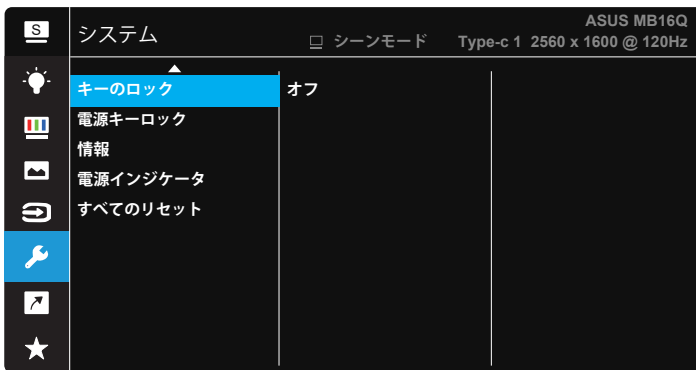 S
システム
ASUS MB16Q
シーンモード Type-c 1 2560 x 1600 @ 120Hz
キーのロック オフ
電源キーロック
情報
電源インジケータ
すべてのリセット